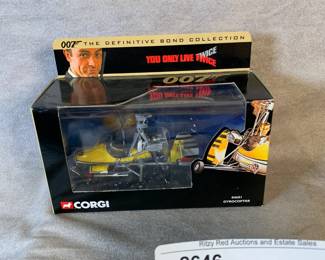 007 THE DEFINITIVE BOND COLLECTION
YOU ONLY LIVE TWICE
007
CORGI
GYROCOPTER
Ritzy Red Auctions and Estate Sales